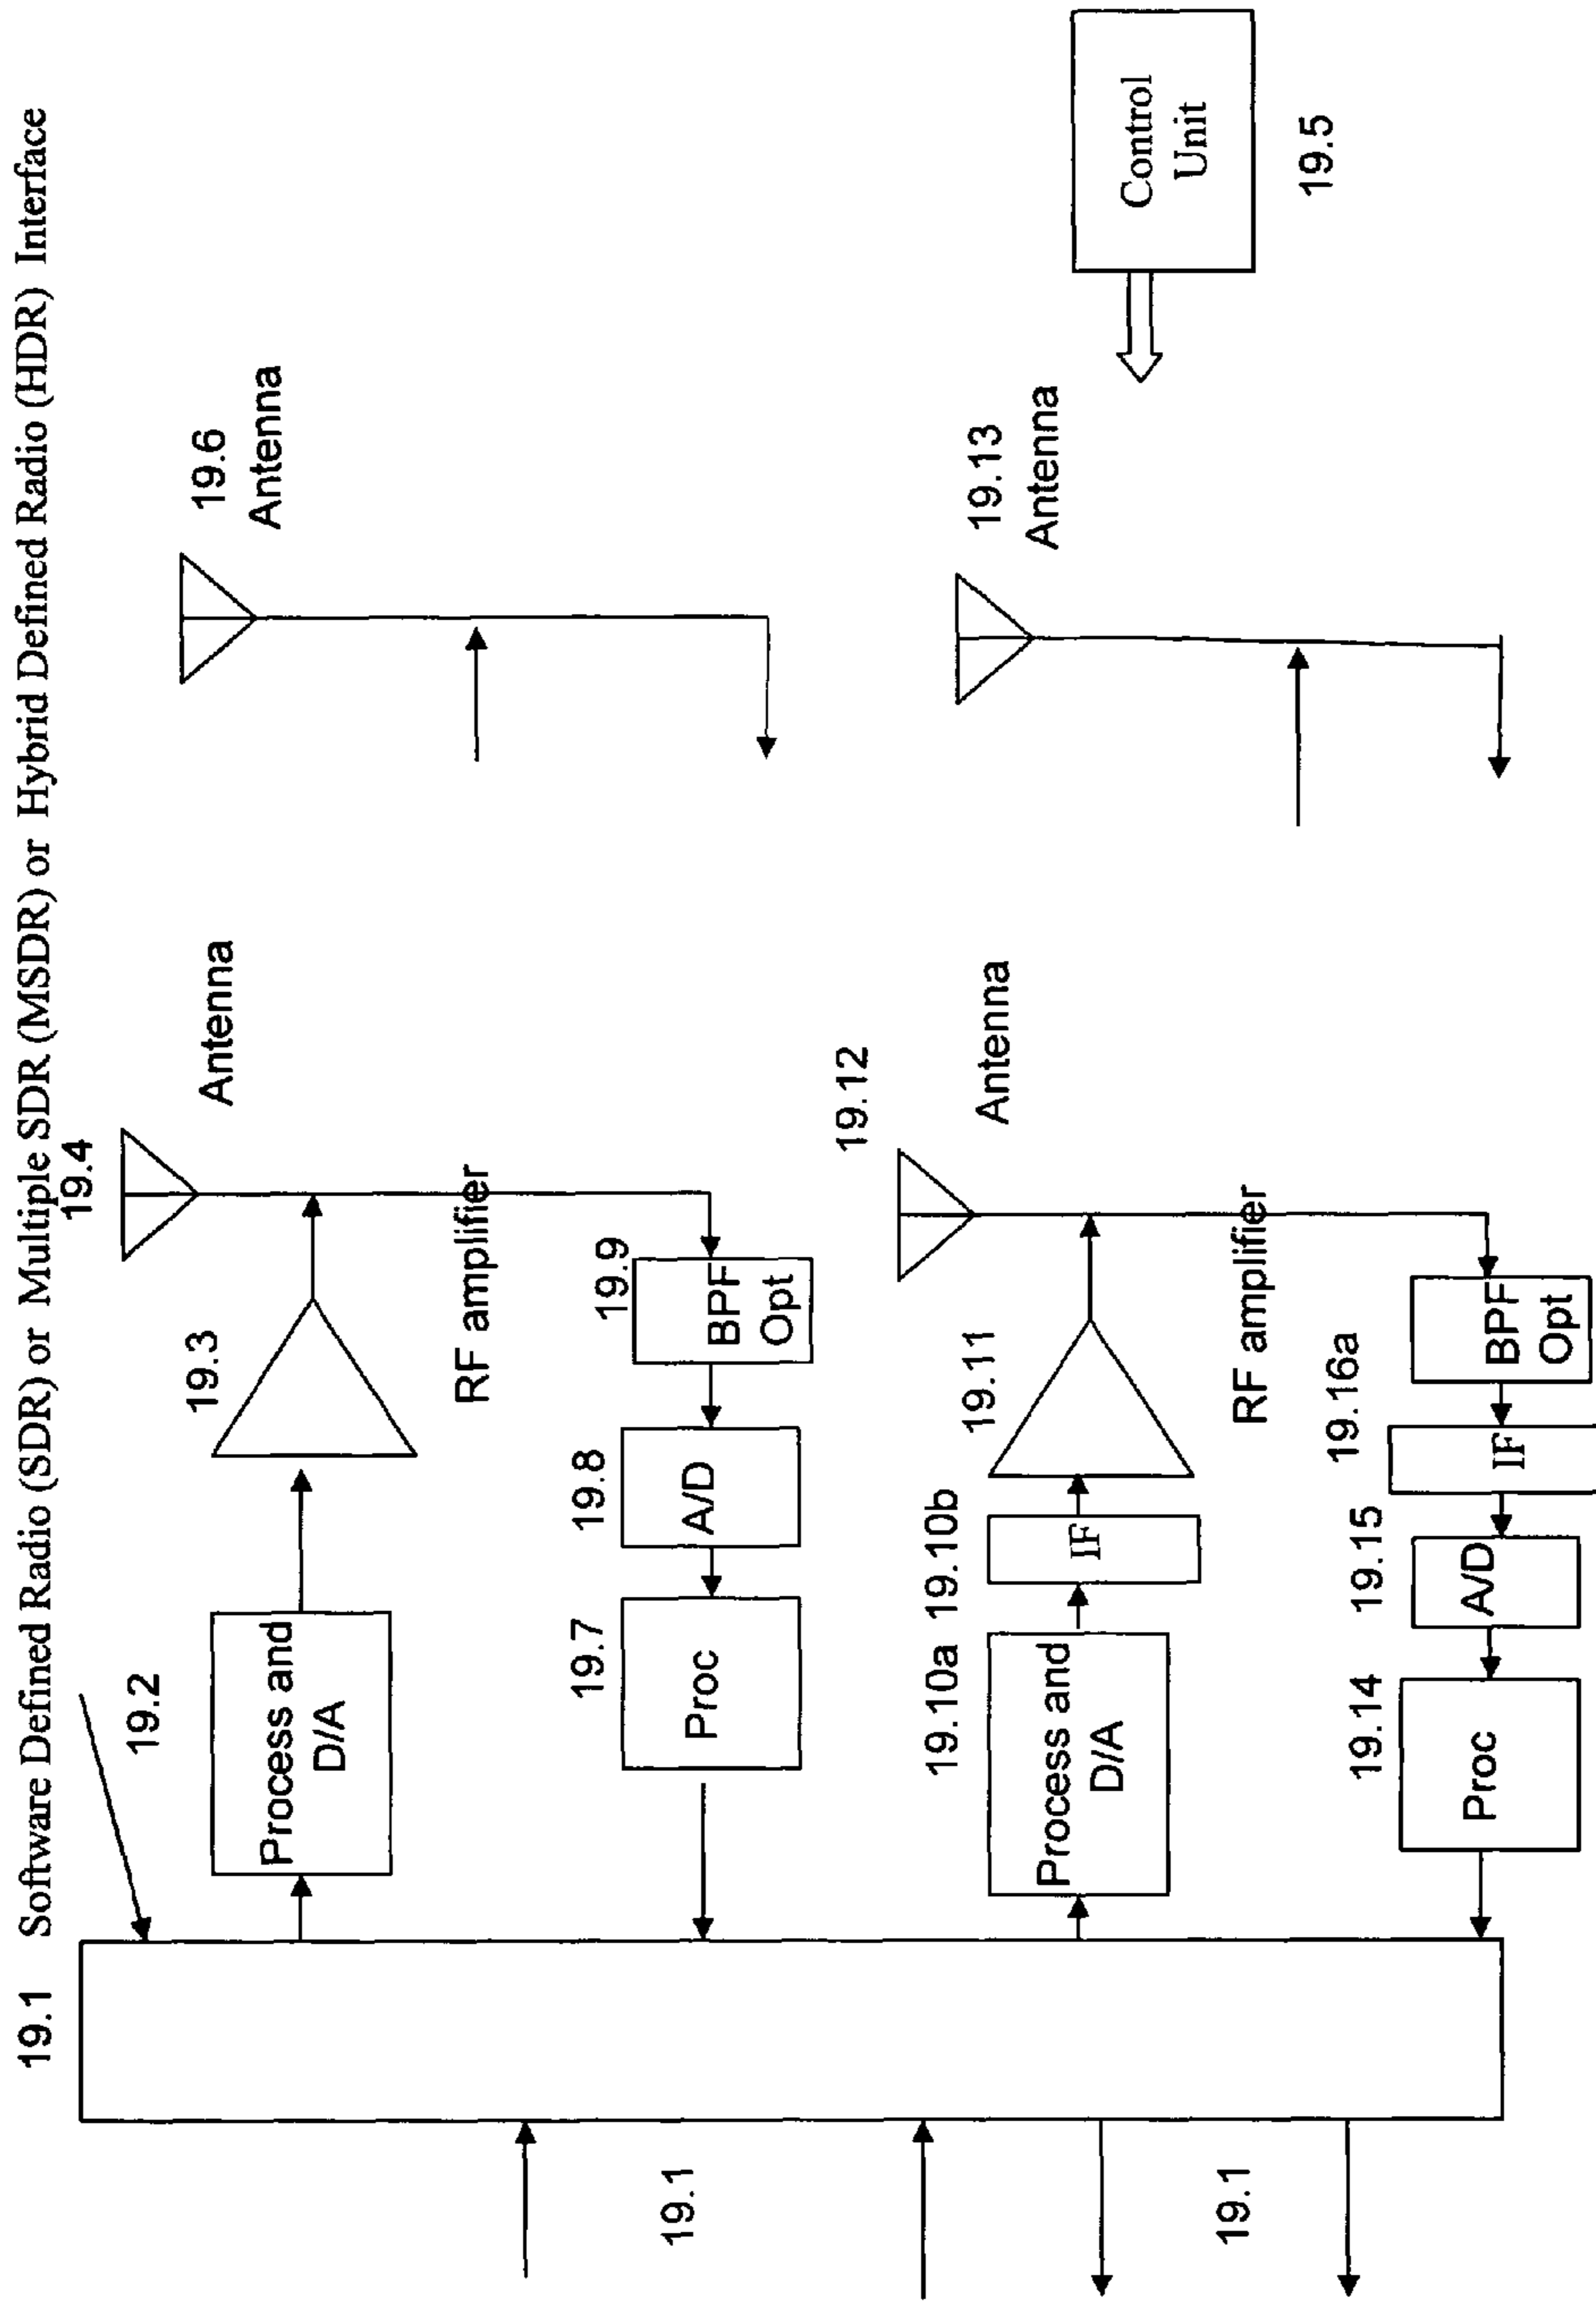 19.1 Software Defined Radio (SDR) or Multiple SDR (MSDR) or Hybrid Defined Radio (HDR) Interface
19.4
19.6
Antenna
Antenna
19.2
19.3
Process and
D/A
RF amplifier
19.7
19.8
19.9
Proc
A/D
BPF
Opt
19.1
19.12
19.13
Antenna
Antenna
19.10a
19.10b
19.11
Process and
D/A
IF
RF amplifier
Control
Unit
19.5
19.14
19.15
19.16a
Proc
A/D
IF
BPF
Opt
19.1